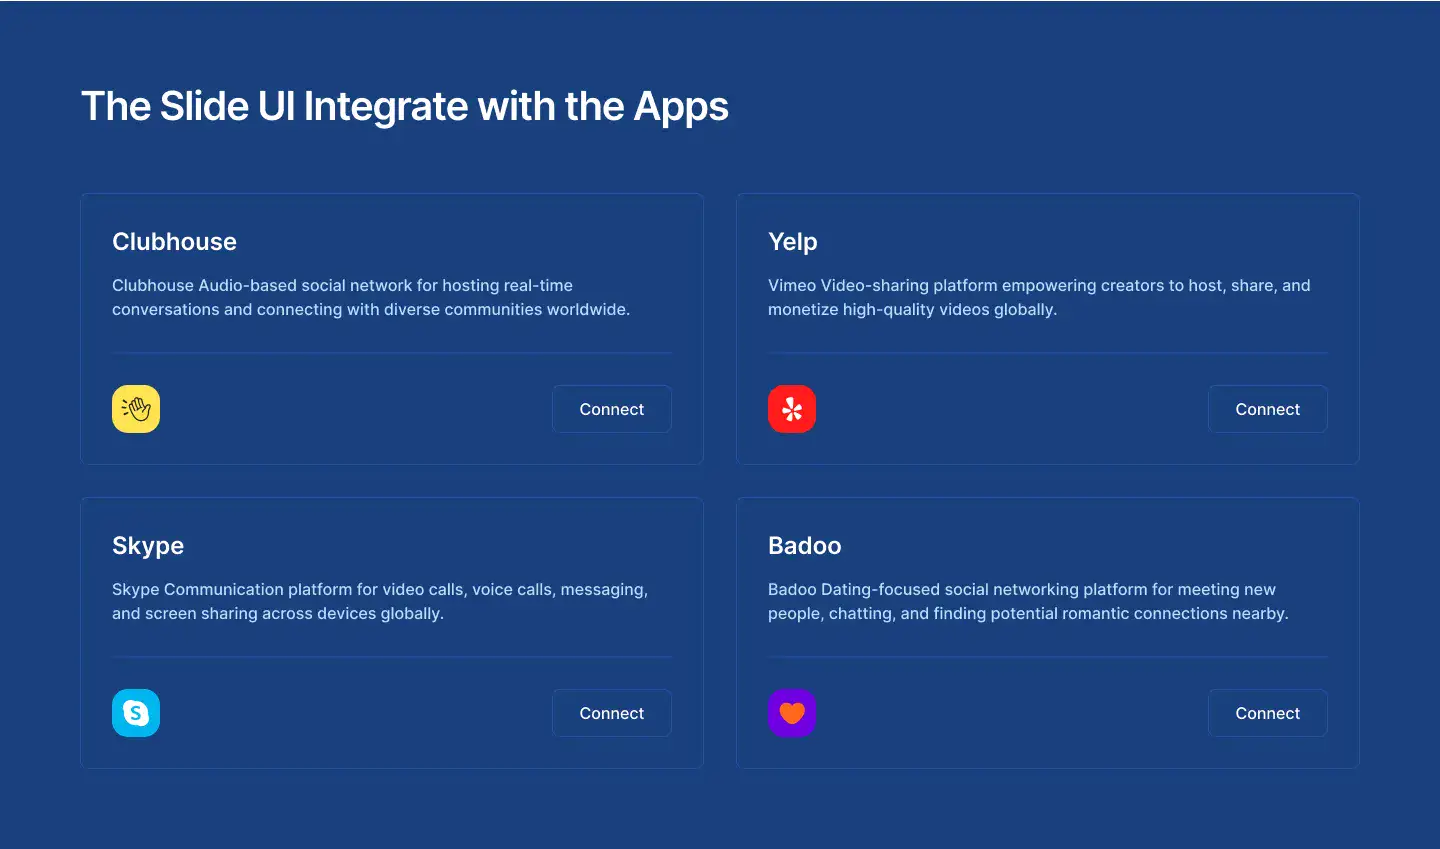 The Slide UI Integrate with the Apps
Clubhouse
Clubhouse Audio-based social network for hosting real-time
conversations and connecting with diverse communities worldwide.
Connect
Yelp
Vimeo Video-sharing platform empowering creators to host, share, and
monetize high-quality videos globally.
Connect
Skype
Skype Communication platform for video calls, voice calls, messaging,
and screen sharing across devices globally.
S
Connect
Badoo
Badoo Dating-focused social networking platform for meeting new
people, chatting, and finding potential romantic connections nearby.
Connect